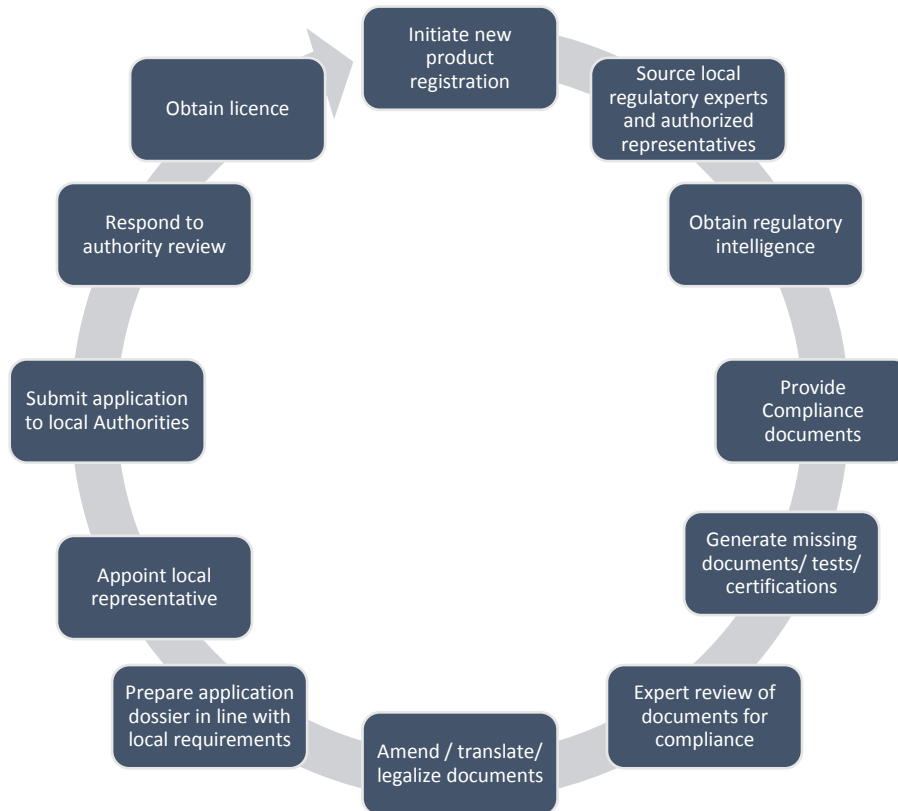 Initiate new
product
registration
Source local
regulatory experts
and authorized
representatives
Obtain regulatory
intelligence
Provide
Compliance
documents
Generate missing
documents/ tests/
certifications
Expert review of
documents for
compliance
Amend / translate/
legalize documents
Prepare application
dossier in line with
local requirements
Appoint local
representative
Submit application
to local Authorities
Respond to
authority review
Obtain licence